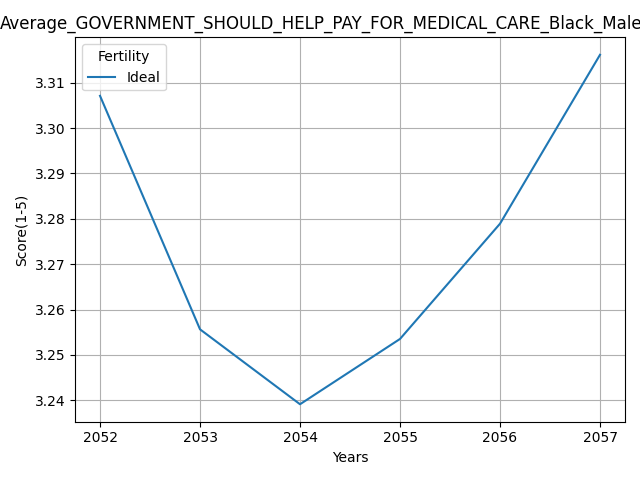 Average_GOVERNMENT_SHOULD_HELP_PAY_FOR_MEDICAL_CARE_Black_Male
Fertility
Ideal
Score(1-5)
3.31
3.30
3.29
3.28
3.27
3.26
3.25
3.24
2052 2053 2054 2055 2056 2057
Years